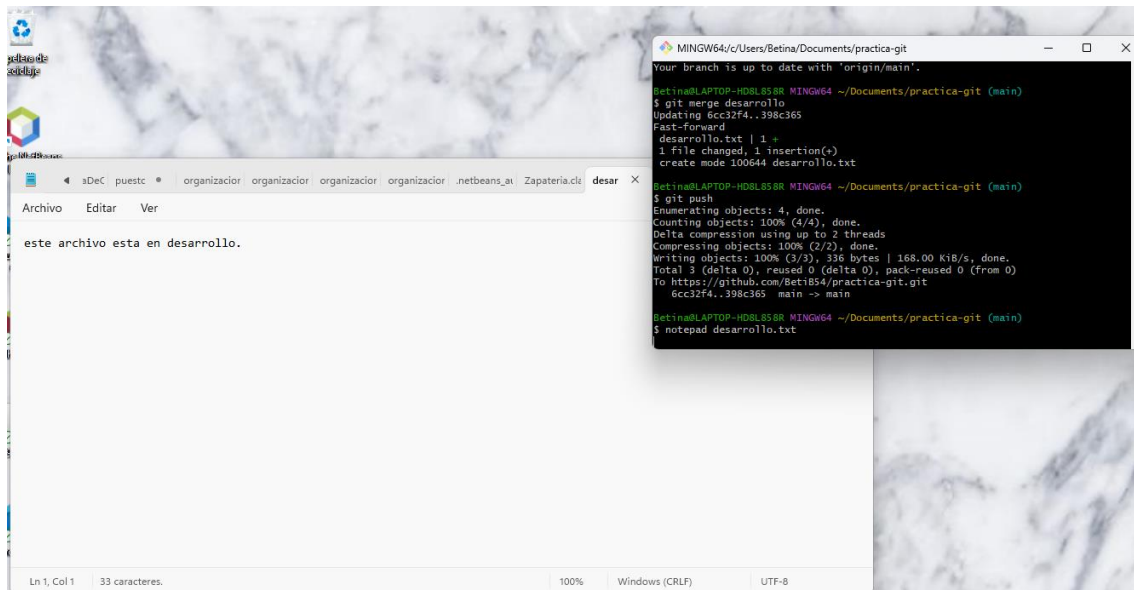 MINGW64:/c/Users/Betina/Documents/practica-git
Your branch is up to date with 'origin/main'.
Betina@LAPTOP-HD8L858R MINGW64 ~/Documents/practica-git (main)
$ git merge desarrollo
Updating 6cc32f4..398c365
Fast-forward
desarrollo.txt | 1 +
1 file changed, 1 insertion(+)
create mode 100644 desarrollo.txt
Betina@LAPTOP-HD8L858R MINGW64 ~/Documents/practica-git (main)
$ git push
Enumerating objects: 4, done.
Counting objects: 100% (4/4), done.
Delta compression using up to 2 threads
Compressing objects: 100% (2/2), done.
Writing objects: 100% (3/3), 336 bytes | 168.00 KiB/s, done.
Total 3 (delta 0), reused 0 (delta 0), pack-reused 0 (from 0)
To https://github.com/BetiB54/practica-git.git
6cc32f4..398c365 main -> main
Betina@LAPTOP-HD8L858R MINGW64 ~/Documents/practica-git (main)
$ notepad desarrollo.txt
aDeC puestc organizacior organizacior organizacior organizacior .netbeans_au Zapateria.cla desar
Archivo Editar Ver
este archivo esta en desarrollo.
Ln 1, Col 1 33 caracteres. 100% Windows (CRLF) UTF-8